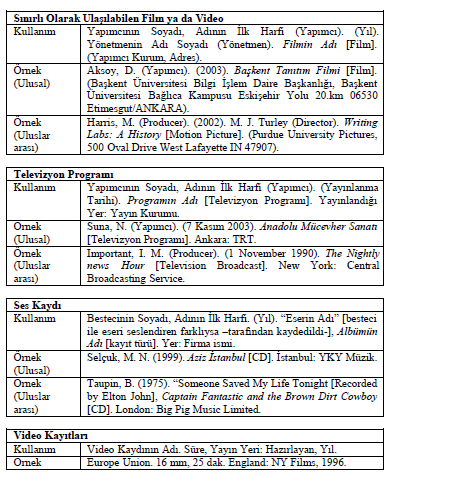 Sınırlı Olarak Ulaşılabilen Film ya da Video
Kullanım Yapımcının Soyadı, Adının İlk Harfi (Yapımcı). (Yıl).
Yönetmenin Adı Soyadı (Yönetmen). Filmin Adı [Film].
(Yapımcı Kurum, Adres).
Örnek Aksoy, D. (Yapımcı). (2003). Başkent Tanıtım Filmi [Film].
(Ulusal) (Başkent Üniversitesi Bilgi İşlem Daire Başkanlığı, Başkent
Üniversitesi Bağlıca Kampusu Eskişehir Yolu 20.km 06530
Etimesgut/ANKARA).
Örnek Harris, M. (Producer). (2002). M. J. Turley (Director). Writing
(Uluslar Labs: A History [Motion Picture]. (Purdue University Pictures,
arası) 500 Oval Drive West Lafayette IN 47907).
Televizyon Programı
Kullanım Yapımcının Soyadı, Adının İlk Harfi (Yapımcı). (Yayınlanma
Tarihi). Programın Adı [Televizyon Programı]. Yayınlandığı
Yer: Yayın Kurumu.
Örnek Suna, N. (Yapımcı). (7 Kasım 2003). Anadolu Mücevher Sanatı
(Ulusal) [Televizyon Programı]. Ankara: TRT.
Örnek Important, I. M. (Producer). (1 November 1990). The Nightly
(Uluslar news Hour [Television Broadcast]. New York: Central
arası) Broadcasting Service.
Ses Kaydı
Kullanım Bestecinin Soyadı, Adının İlk Harfi. (Yıl). “Eserin Adı” [besteci
ile eseri seslendiren farklıysa –tarafından kaydedildi-], Albümün
Adı [kayıt türü]. Yer: Firma ismi.
Örnek Selçuk, M. N. (1999). Aziz İstanbul [CD]. İstanbul: YKY Müzik.
(Ulusal)
Örnek Taupin, B. (1975). “Someone Saved My Life Tonight [Recorded
(Uluslar by Elton John], Captain Fantastic and the Brown Dirt Cowboy
arası) [CD]. London: Big Pig Music Limited.
Video Kayıtları
Kullanım Video Kaydının Adı. Süre, Yayın Yeri: Hazırlayan, Yıl.
Örnek Europe Union. 16 mm, 25 dak. England: NY Films, 1996.